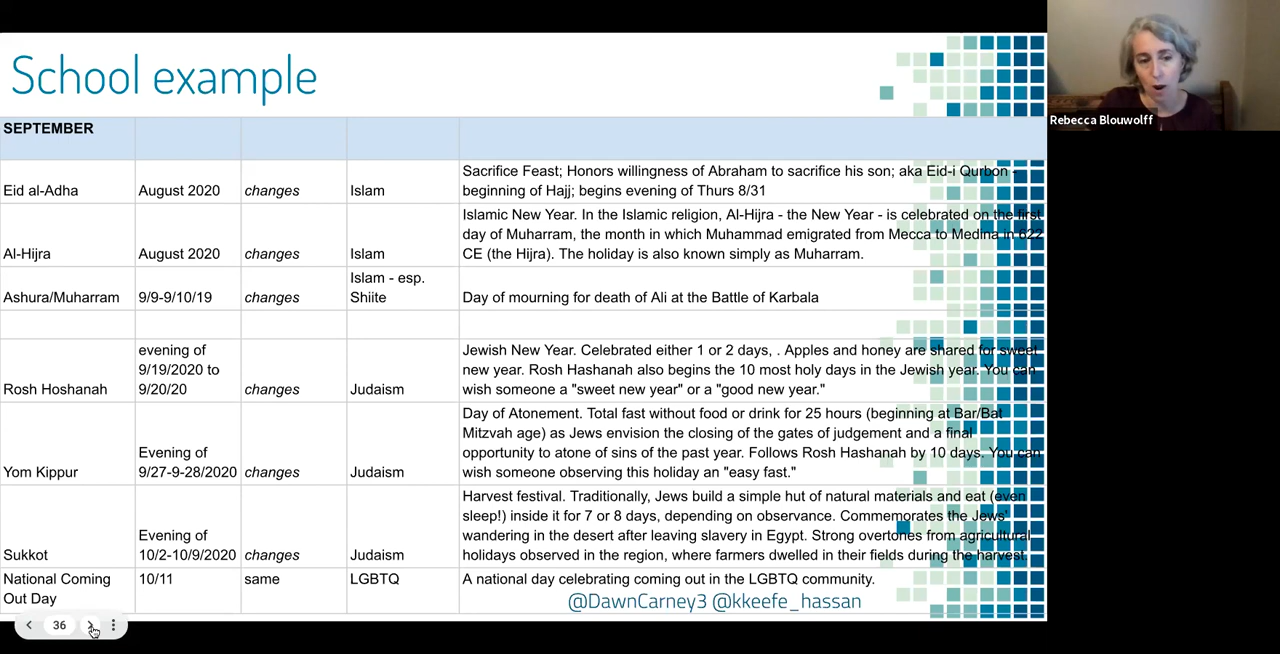 School example
SEPTEMBER
Eid al-Adha
August 2020
changes
Islam
Sacrifice Feast; Honors willingness of Abraham to sacrifice his son; aka Eid-i Qurbon -
beginning of Hajj; begins evening of Thurs 8/31
Al-Hijra
August 2020
changes
Islam
Islamic New Year. In the Islamic religion, Al-Hijra - the New Year - is celebrated on the first
day of Muharram, the month in which Muhammad emigrated from Mecca to Medina in 622
CE (the Hijra). The holiday is also known simply as Muharram.
Ashura/Muharram
9/9-9/10/19
changes
Islam - esp.
Shiite
Day of mourning for death of Ali at the Battle of Karbala
Rosh Hoshanah
evening of
9/19/2020 to
9/20/20
changes
Judaism
Jewish New Year. Celebrated either 1 or 2 days, . Apples and honey are shared for sweet
new year. Rosh Hashanah also begins the 10 most holy days in the Jewish year. You can
wish someone a "sweet new year" or a "good new year."
Yom Kippur
Evening of
9/27-9-28/2020
changes
Judaism
Day of Atonement. Total fast without food or drink for 25 hours (beginning at Bar/Bat
Mitzvah age) as Jews envision the closing of the gates of judgement and a final
opportunity to atone of sins of the past year. Follows Rosh Hashanah by 10 days. You can
wish someone observing this holiday an "easy fast."
Sukkot
Evening of
10/2-10/9/2020
changes
Judaism
Harvest festival. Traditionally, Jews build a simple hut of natural materials and eat (even
sleep!) inside it for 7 or 8 days, depending on observance. Commemorates the Jews'
wandering in the desert after leaving slavery in Egypt. Strong overtones from agricultural
holidays observed in the region, where farmers dwelled in their fields during the harvest.
National Coming
Out Day
10/11
same
LGBTQ
A national day celebrating coming out in the LGBTQ community.
@DawnCarney3 @kkeefe_hassan
36
Rebecca Blouwolff